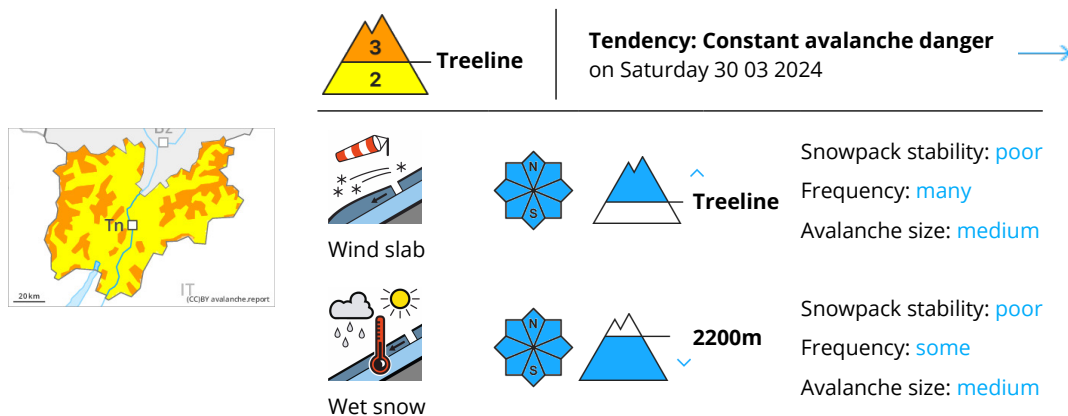 3
2
Treeline
Tendency: Constant avalanche danger
on Saturday 30 03 2024
BZ
Tn
IT
20 km
(CC)BY avalanche.report
N
S
Wind slab
Treeline
Snowpack stability: poor
Frequency: many
Avalanche size: medium
N
S
Wet snow
2200m
Snowpack stability: poor
Frequency: some
Avalanche size: medium